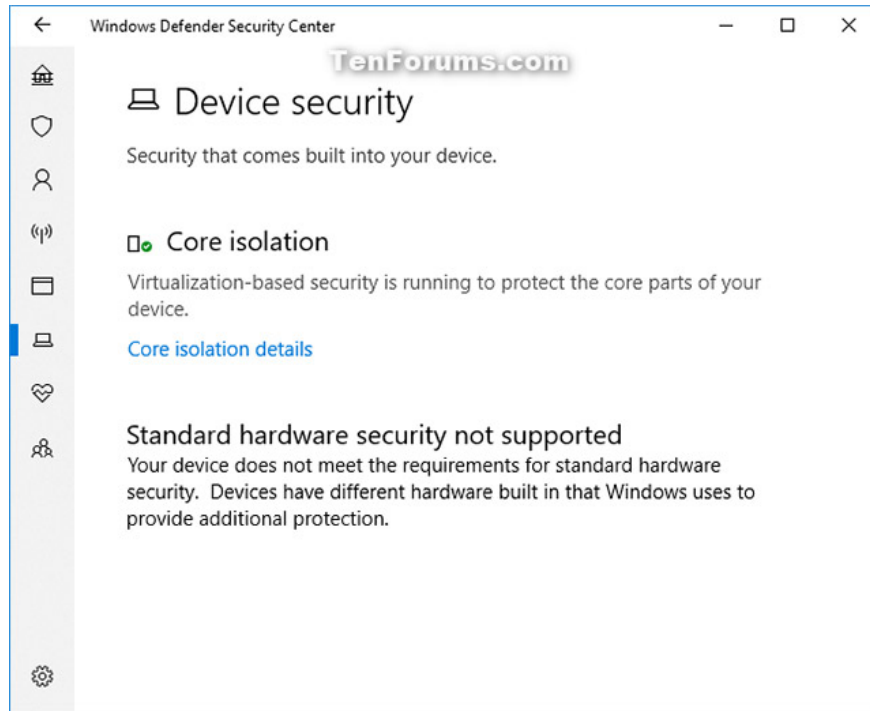 Windows Defender Security Center
TenForums.com
Device security
Security that comes built into your device.
Core isolation
Virtualization-based security is running to protect the core parts of your
device.
Core isolation details
Standard hardware security not supported
Your device does not meet the requirements for standard hardware
security.  Devices have different hardware built in that Windows uses to
provide additional protection.